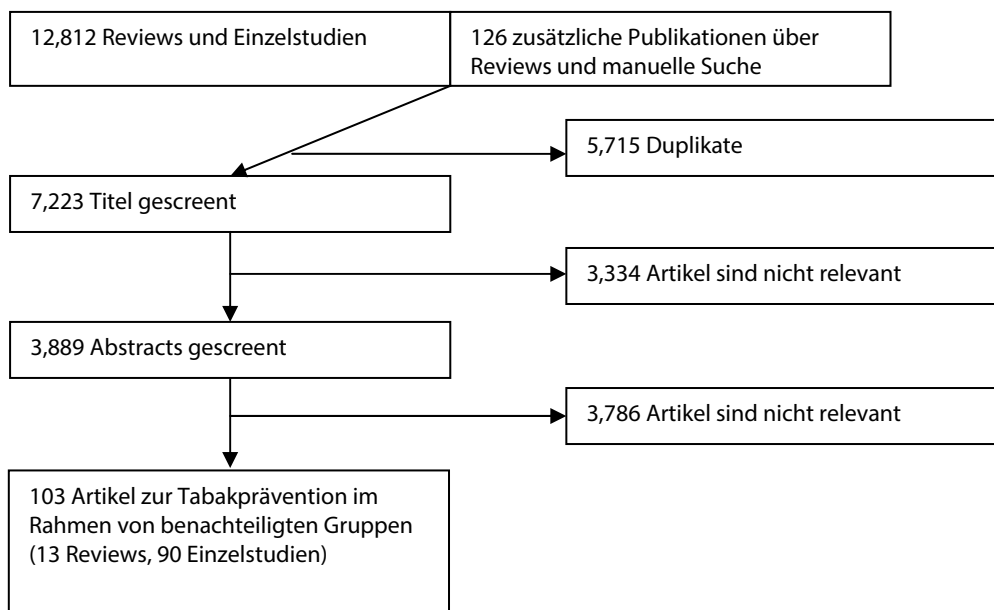 12,812 Reviews und Einzelstudien
126 zusätzliche Publikationen über
Reviews und manuelle Suche
5,715 Duplikate
7,223 Titel gescreent
3,334 Artikel sind nicht relevant
3,889 Abstracts gescreent
3,786 Artikel sind nicht relevant
103 Artikel zur Tabakprävention im
Rahmen von benachteiligten Gruppen
(13 Reviews, 90 Einzelstudien)